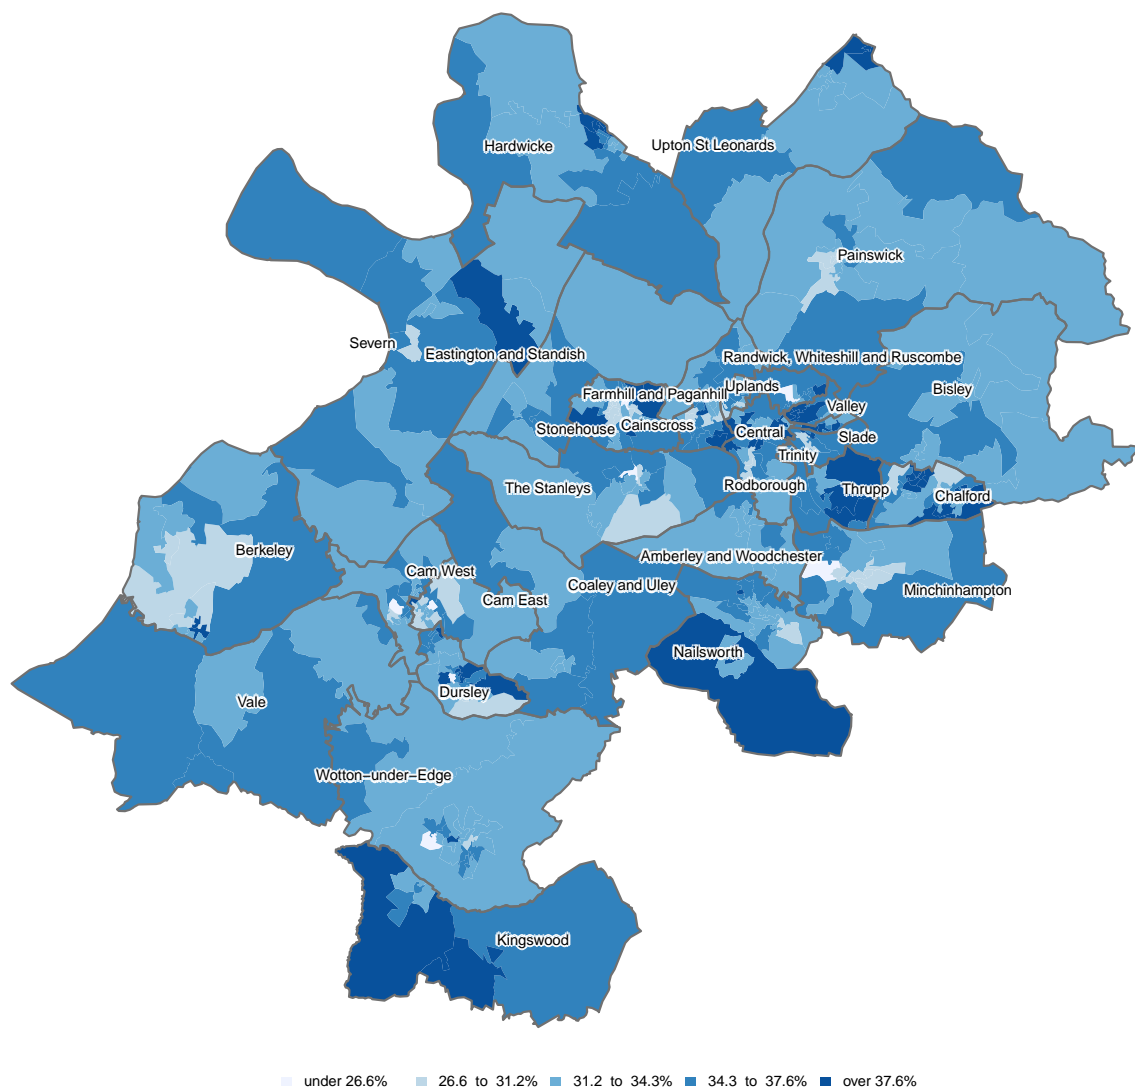 Hardwicke
Upton St Leonards
Painswick
Severn
Eastington and Standish
Randwick, Whiteshill and Ruscombe
Farmhill and Paganhill
Uplands
Bisley
Stonehouse
Cainscross
Central
Valley
Slade
Trinity
The Stanleys
Rodborough
Thrupp
Chalford
Berkeley
Amberley and Woodchester
Cam West
Cam East
Coaley and Uley
Minchinhampton
Nailsworth
Vale
Dursley
Wotton−under−Edge
Kingswood
under 26.6% 26.6 to 31.2% 31.2 to 34.3% 34.3 to 37.6% over 37.6%